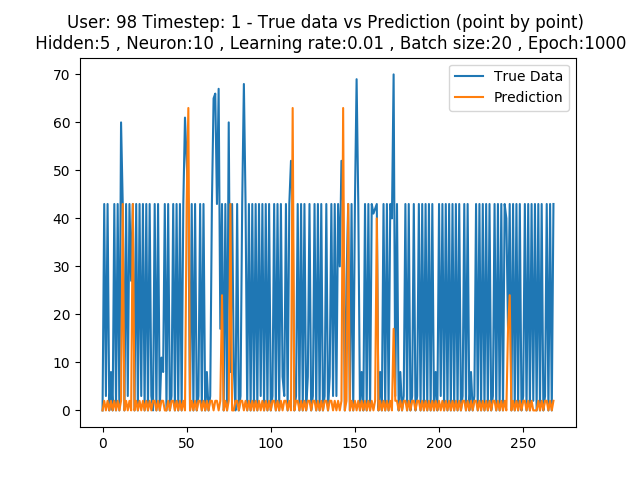 User: 98 Timestep: 1 - True data vs Prediction (point by point)
Hidden:5 , Neuron:10 , Learning rate:0.01 , Batch size:20 , Epoch:1000
True Data
Prediction
70
60
50
40
30
20
10
0
0 50 100 150 200 250